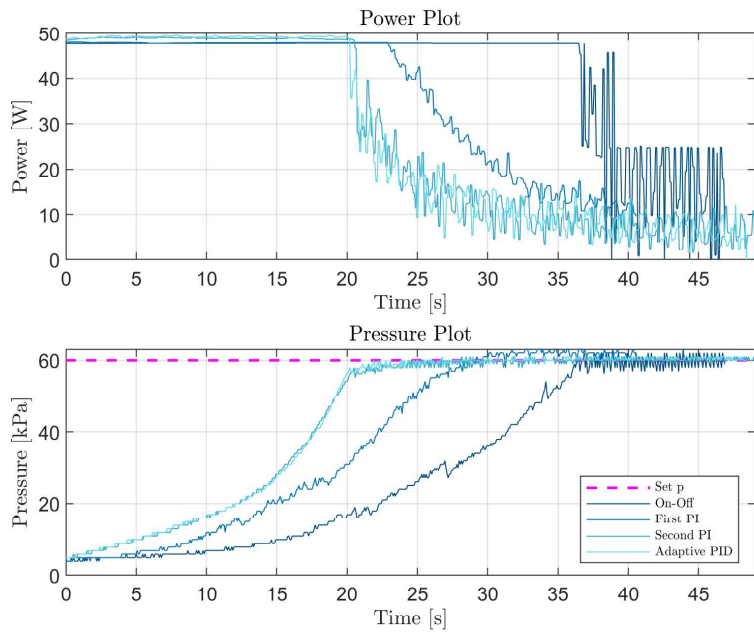 Power Plot
50
40
30
20
10
0
Power [W]
0 5 10 15 20 25 30 35 40 45
Time [s]
Pressure Plot
60
40
20
0
Pressure [kPa]
Set p
On-Off
First PI
Second PI
Adaptive PID
0 5 10 15 20 25 30 35 40 45
Time [s]